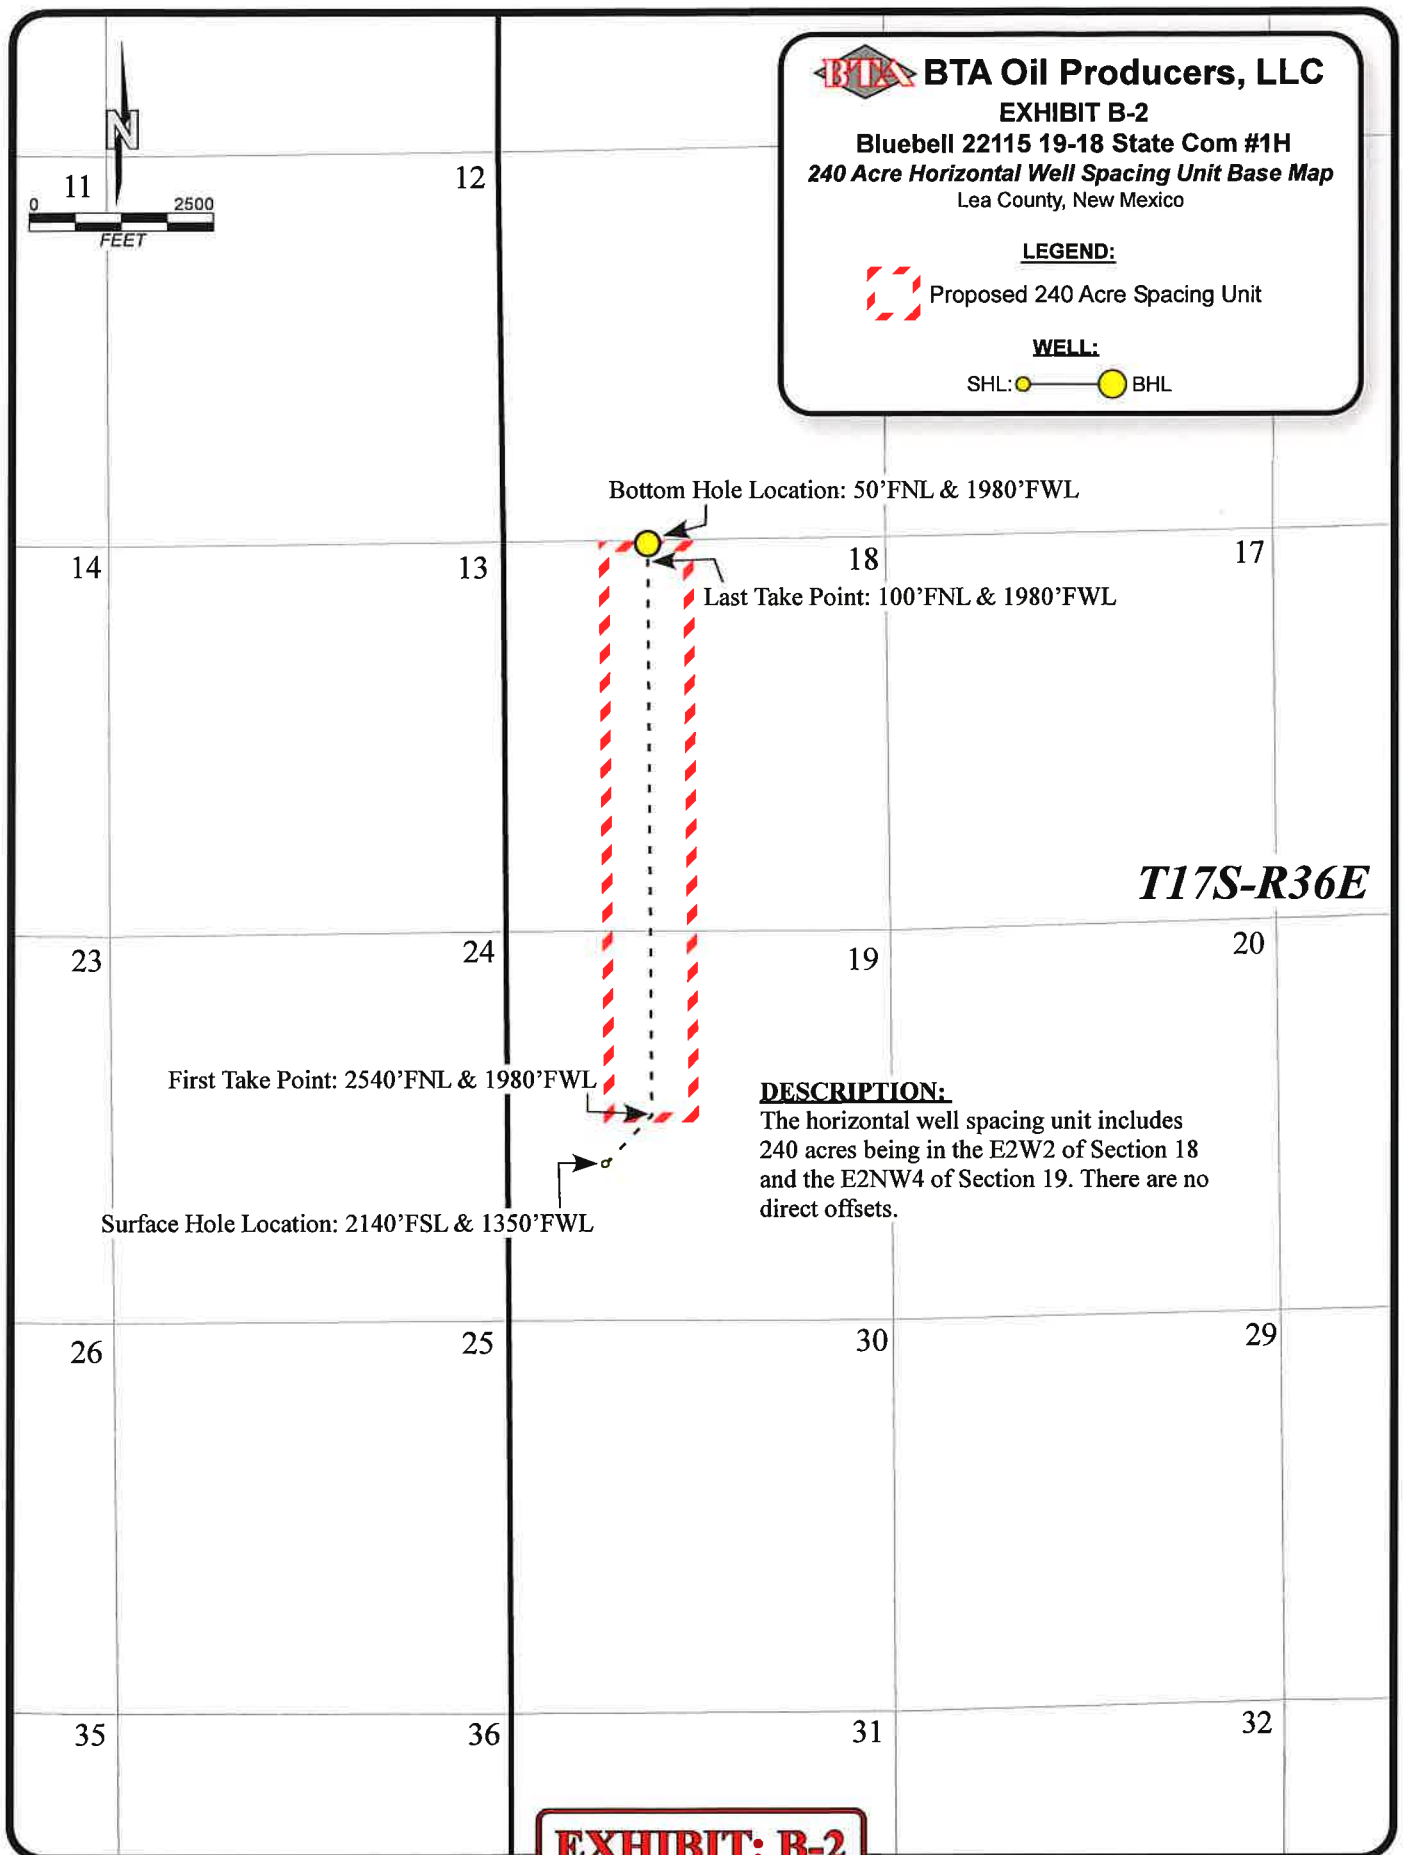 BTA BTA Oil Producers, LLC
EXHIBIT B-2
Bluebell 22115 19-18 State Com #1H
240 Acre Horizontal Well Spacing Unit Base Map
Lea County, New Mexico
LEGEND:
Proposed 240 Acre Spacing Unit
WELL:
SHL: BHL
N
11
12
0 2500
FEET
Bottom Hole Location: 50'FNL & 1980'FWL
14
13
18
17
Last Take Point: 100'FNL & 1980'FWL
T17S-R36E
23
24
19
20
First Take Point: 2540'FNL & 1980'FWL
DESCRIPTION:
The horizontal well spacing unit includes
240 acres being in the E2W2 of Section 18
and the E2NW4 of Section 19. There are no
direct offsets.
Surface Hole Location: 2140'FSL & 1350'FWL
26
25
30
29
35
36
31
32
EXHIBIT: B-2